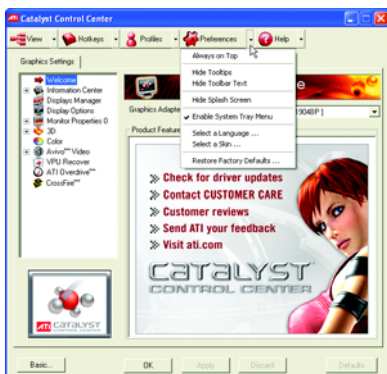 Catalyst Control Center
View Hotkeys Profiles Preferences Help
Always on Top
Hide Tooltips
Hide Toolbar Text
Hide Splash Screen
Enable System Tray Menu
Select a Language ...
Select a Skin ...
Restore Factory Defaults ...
Graphics Settings
Welcome
Information Center
Displays Manager
Display Options
Monitor Properties 0
3D
Color
Avivo™ Video
VPU Recover
ATI Overdrive™
CrossFire™
e
Graphics Adapte
1904BP ]
Product Feature
Check for driver updates
Contact CUSTOMER CARE
Customer reviews
Send ATI your feedback
Visit ati.com
CATALYST
CONTROL CENTER
ATI CATALYST
CONTROL CENTER
Basic...
OK Apply Discard Defaults